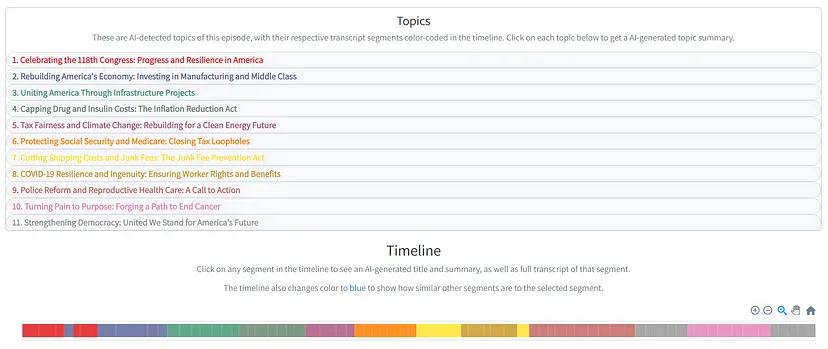 Topics
These are AI-detected topics of this episode, with their respective transcript segments color-coded in the timeline. Click on each topic below to get a AI-generated topic summary.
1. Celebrating the 118th Congress: Progress and Resilience in America
2. Rebuilding America's Economy: Investing in Manufacturing and Middle Class
3. Uniting America Through Infrastructure Projects
4. Capping Drug and Insulin Costs: The Inflation Reduction Act
5. Tax Fairness and Climate Change: Rebuilding for a Clean Energy Future
6. Protecting Social Security and Medicare: Closing Tax Loopholes
7. Cutting Shipping Costs and Junk Fees: The Junk Fee Prevention Act
8. COVID-19 Resilience and Ingenuity: Ensuring Worker Rights and Benefits
9. Police Reform and Reproductive Health Care: A Call to Action
10. Turning Pain to Purpose: Forging a Path to End Cancer
11. Strengthening Democracy: United We Stand for America's Future
Timeline
Click on any segment in the timeline to see an AI-generated title and summary, as well as full transcript of that segment.
The timeline also changes color to blue to show how similar other segments are to the selected segment.